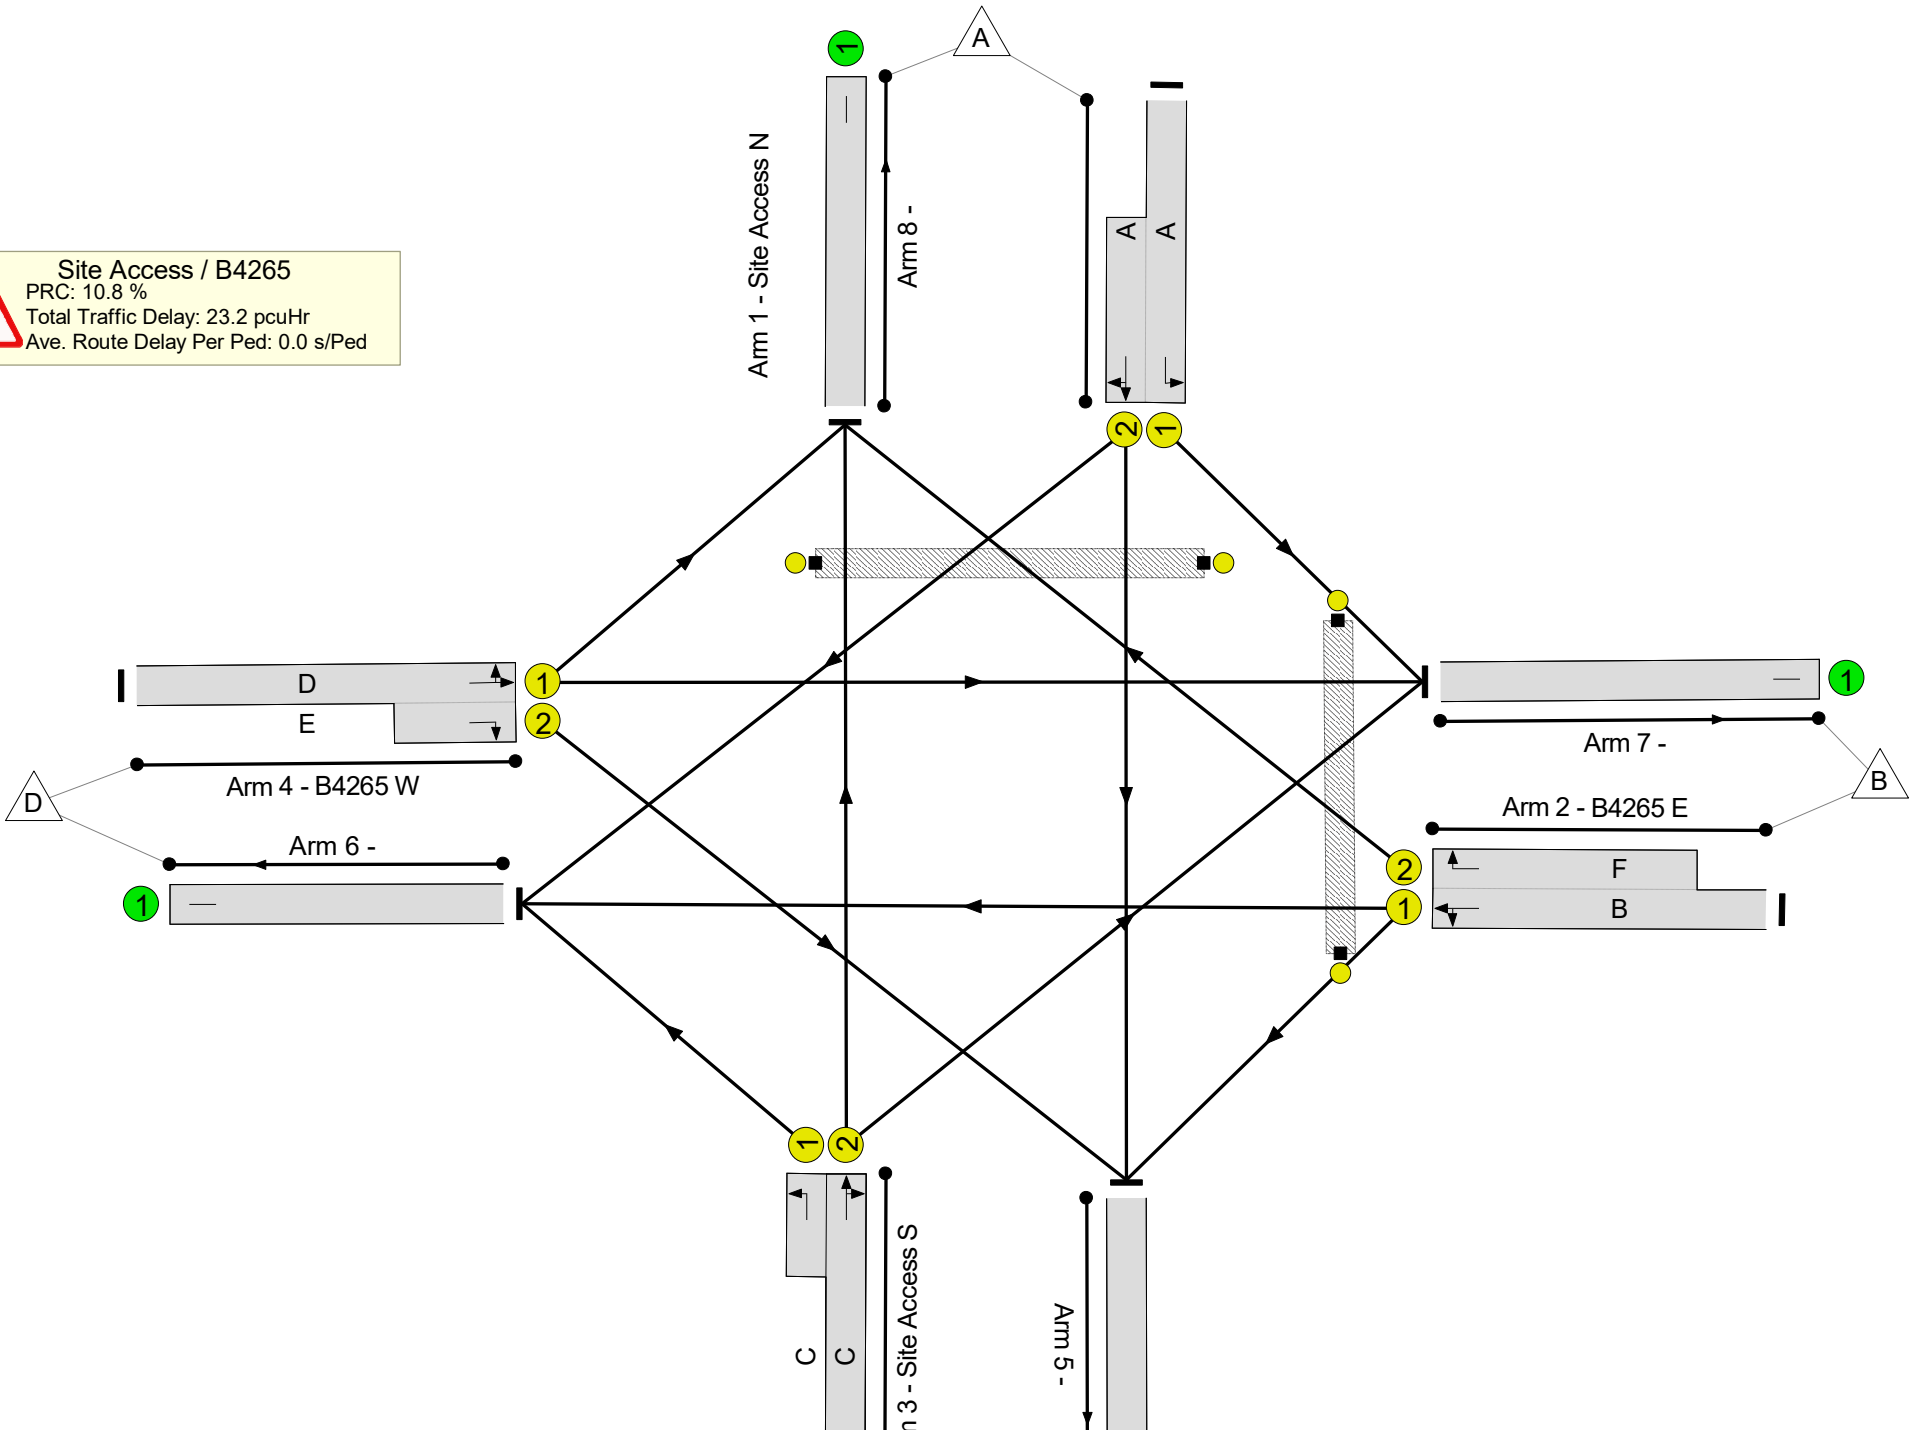 A
1
Arm 1 - Site Access N
Arm 8 -
A
A
Site Access / B4265
PRC: 10.8 %
Total Traffic Delay: 23.2 pcuHr
Ave. Route Delay Per Ped: 0.0 s/Ped
2
1
D
1
E
2
1
Arm 7 -
Arm 4 - B4265 W
D
B
Arm 2 - B4265 E
Arm 6 -
2
F
1
1
B
1
2
n 3 - Site Access S
Arm 5 -
C
C